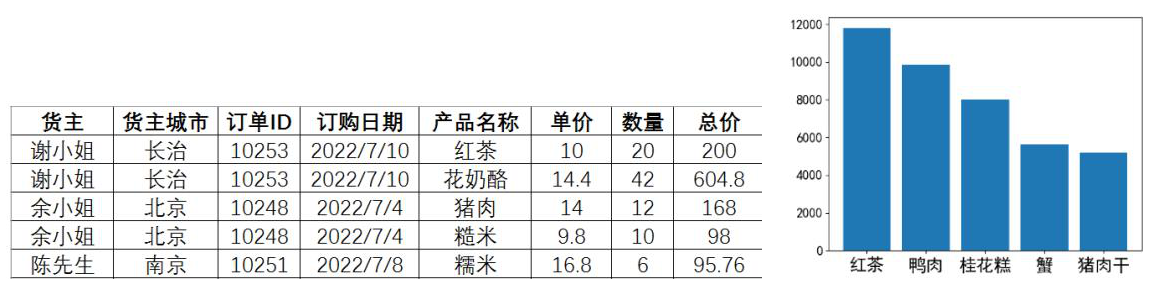 货主 货主城市 订单ID 订购日期 产品名称 单价 数量 总价
谢小姐 长治 10253 2022/7/10 红茶 10 20 200
谢小姐 长治 10253 2022/7/10 花奶酪 14.4 42 604.8
余小姐 北京 10248 2022/7/4 猪肉 14 12 168
余小姐 北京 10248 2022/7/4 糙米 9.8 10 98
陈先生 南京 10251 2022/7/8 糯米 16.8 6 95.76
12000
10000
8000
6000
4000
2000
0
红茶 鸭肉 桂花糕 蟹 猪肉干